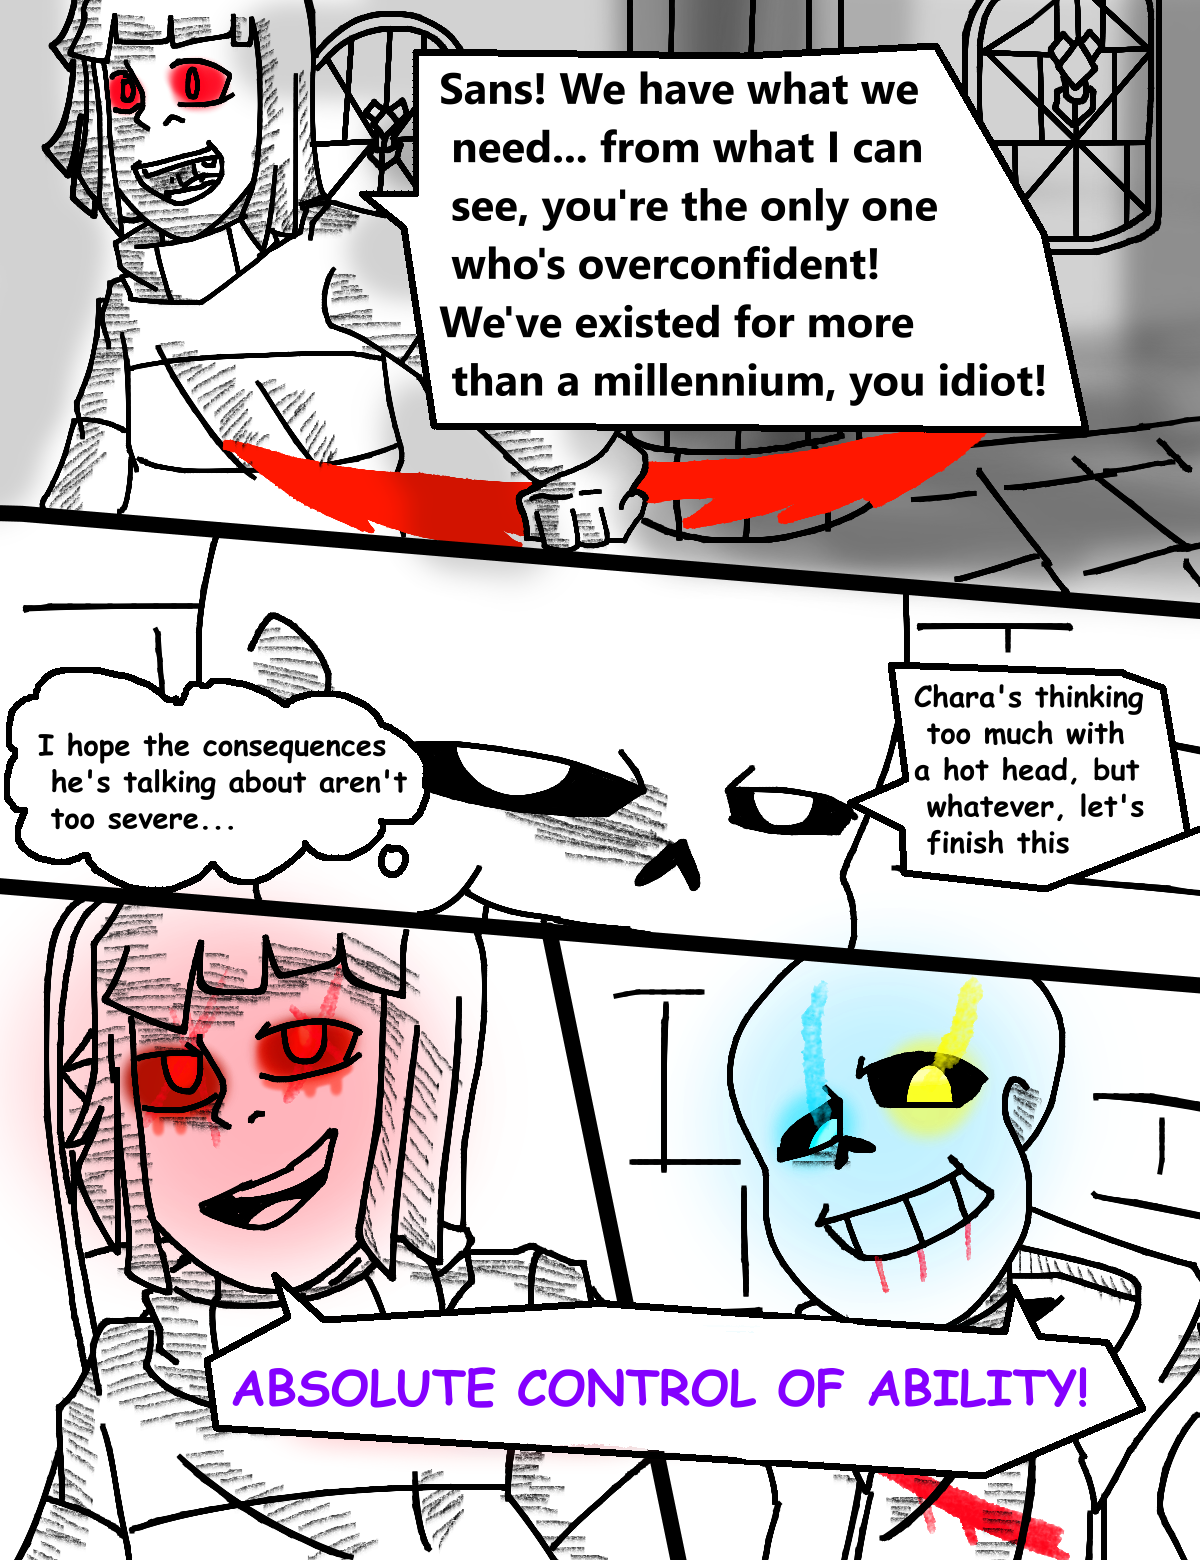 Sans! We have what we
need... from what I can
see, you're the only one
who's overconfident!
We've existed for more
than a millennium, you idiot!
I hope the consequences
he's talking about aren't
too severe...
Chara's thinking
too much with
a hot head, but
whatever, let's
finish this
ABSOLUTE CONTROL OF ABILITY!